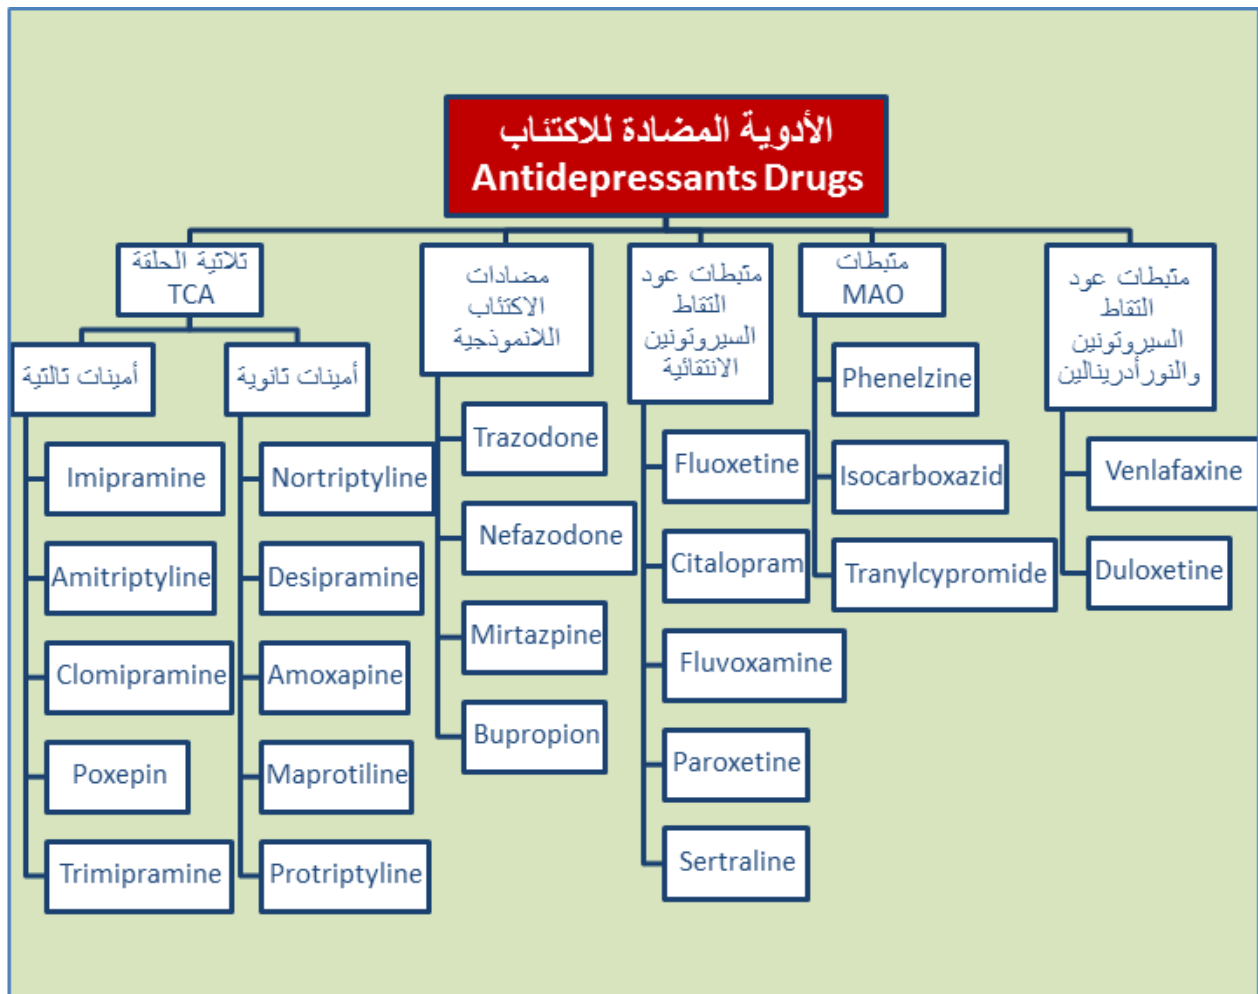 الأدوية المضادة للاكتئاب
Antidepressants Drugs
ثلاثية الحلقة
TCA
أمينات ثالثية
Imipramine
Amitriptyline
Clomipramine
Poxepin
Trimipramine
أمينات ثانوية
Nortriptyline
Desipramine
Amoxapine
Maprotiline
Protriptyline
مضادات
الاكتئاب
اللانموذجية
Trazodone
Nefazodone
Mirtazpine
Bupropion
مثبطات عود
التقاط
السيروتونين
الانتقائية
Fluoxetine
Citalopram
Fluvoxamine
Paroxetine
Sertraline
مثبطات
MAO
Phenelzine
Isocarboxazid
Tranylcypromide
مثبطات عود
التقاط
السيروتونين
والنورأدرينالين
Venlafaxine
Duloxetine